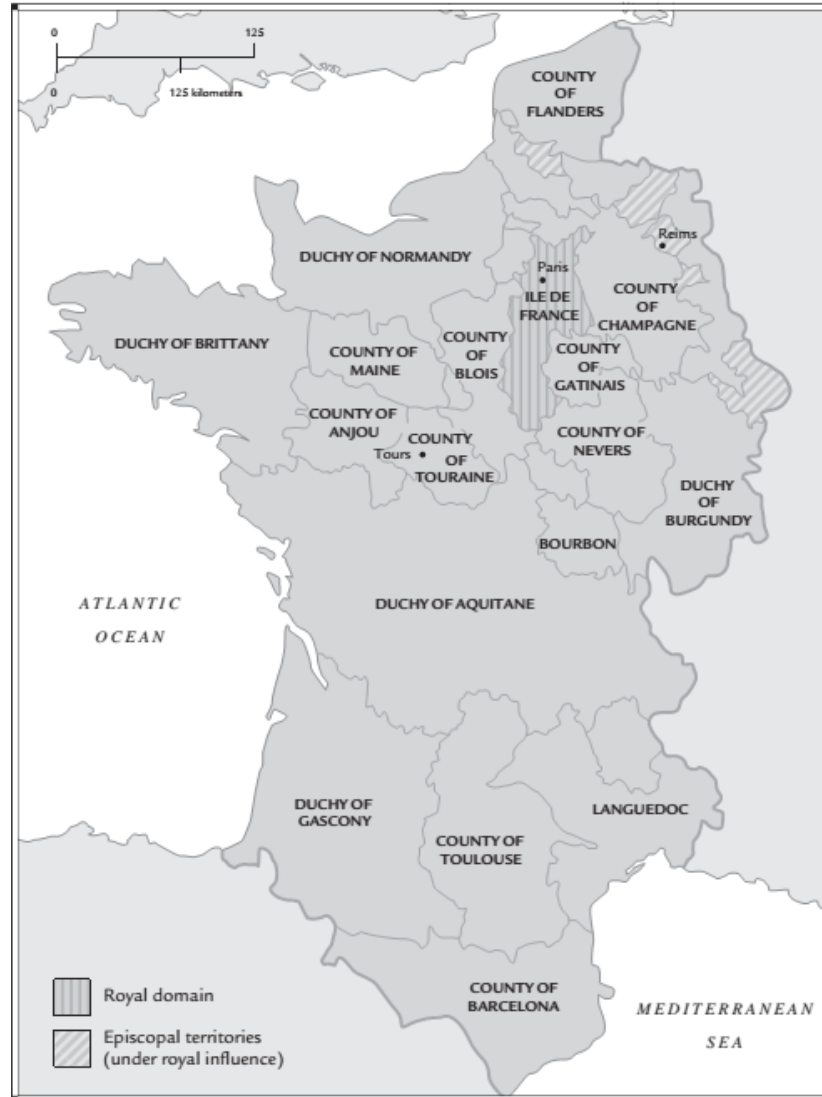 0 125
0 125 kilometers
COUNTY
OF
FLANDERS
Reims
DUCHY OF NORMANDY
Paris
ILE DE
FRANCE
COUNTY
OF
CHAMPAGNE
DUCHY OF BRITTANY
COUNTY OF
MAINE
COUNTY
OF
BLOIS
COUNTY
OF
GATINAIS
COUNTY OF
ANJOU
Tours
COUNTY
OF
TOURAINE
COUNTY OF
NEVERS
DUCHY
OF
BURGUNDY
BOURBON
ATLANTIC
OCEAN
DUCHY OF AQUITANE
DUCHY OF
GASCONY
LANGUEDOC
COUNTY OF
TOULOUSE
COUNTY OF
BARCELONA
MEDITERRANEAN
SEA
Royal domain
Episcopal territories
(under royal influence)